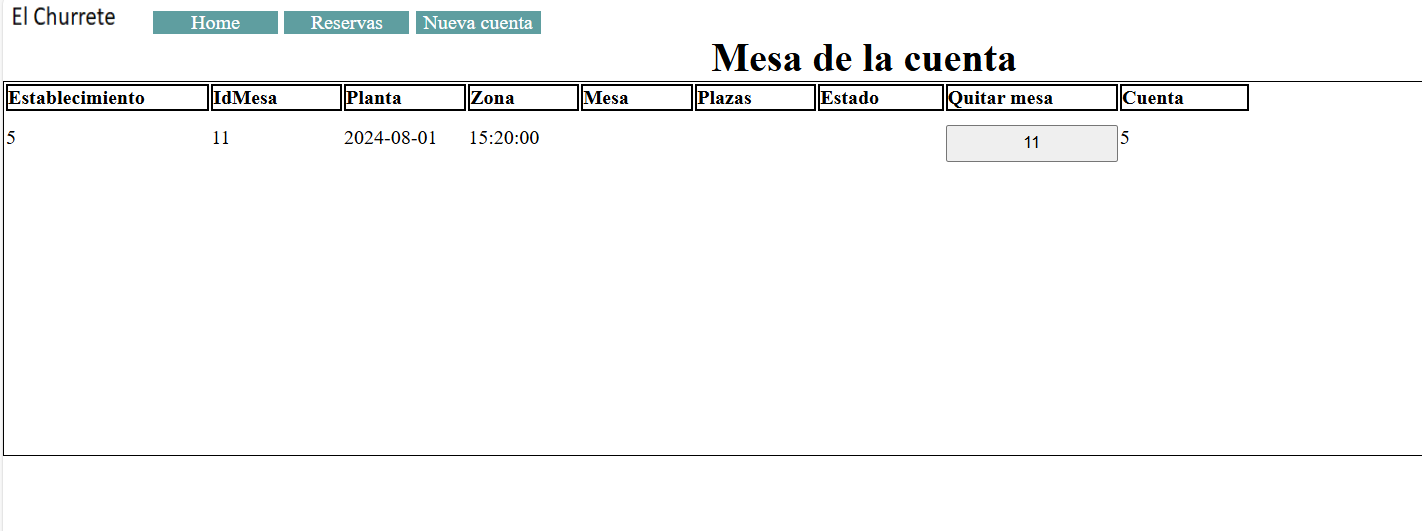 El Churrete Home Reservas Nueva cuenta
Mesa de la cuenta
Establecimiento IdMesa Planta Zona Mesa Plazas Estado Quitar mesa Cuenta
5 11 2024-08-01 15:20:00 11 5